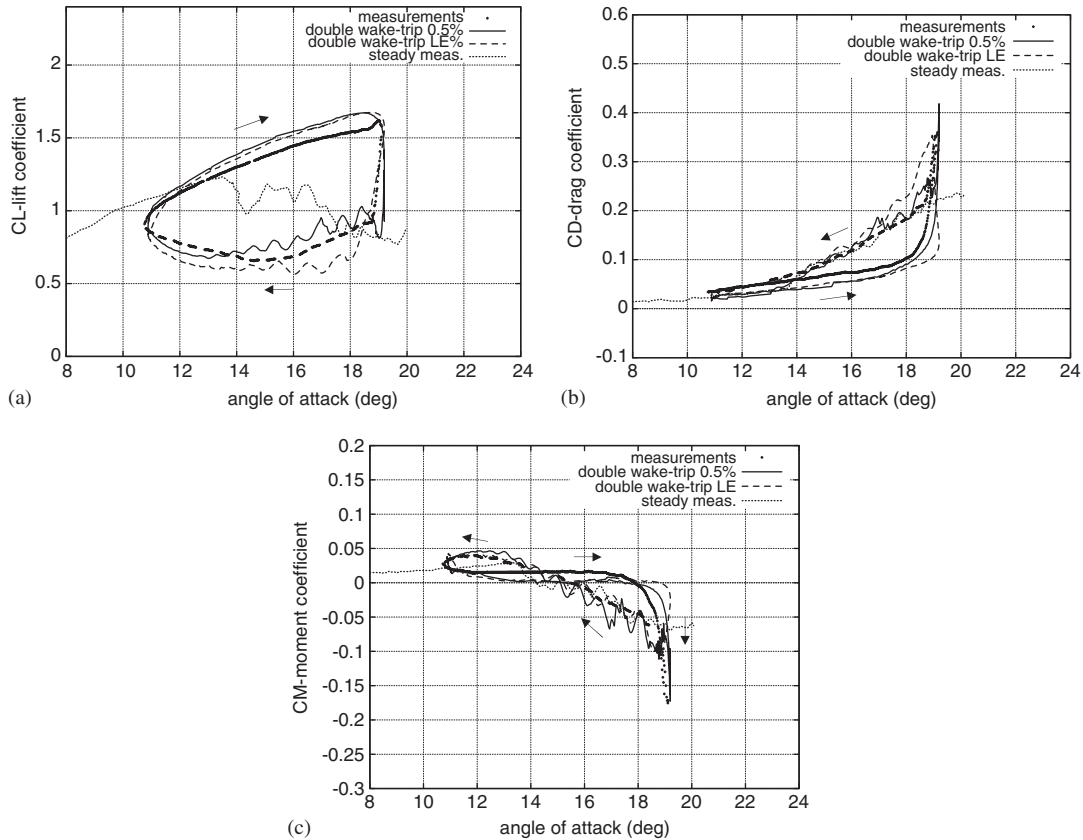 measurements
double wake-trip 0.5%
double wake-trip LE%
steady meas.
CL-lift coefficient
2
1.5
1
0.5
0
8 10 12 14 16 18 20 22 24
(a) angle of attack (deg)
measurements
double wake-trip 0.5%
double wake-trip LE
steady meas.
CD-drag coefficient
0.6
0.5
0.4
0.3
0.2
0.1
0
-0.1
8 10 12 14 16 18 20 22 24
(b) angle of attack (deg)
measurements
double wake-trip 0.5%
double wake-trip LE
steady meas.
CM-moment coefficient
0.2
0.15
0.1
0.05
0
-0.05
-0.1
-0.15
-0.2
-0.25
-0.3
8 10 12 14 16 18 20 22 24
(c) angle of attack (deg)